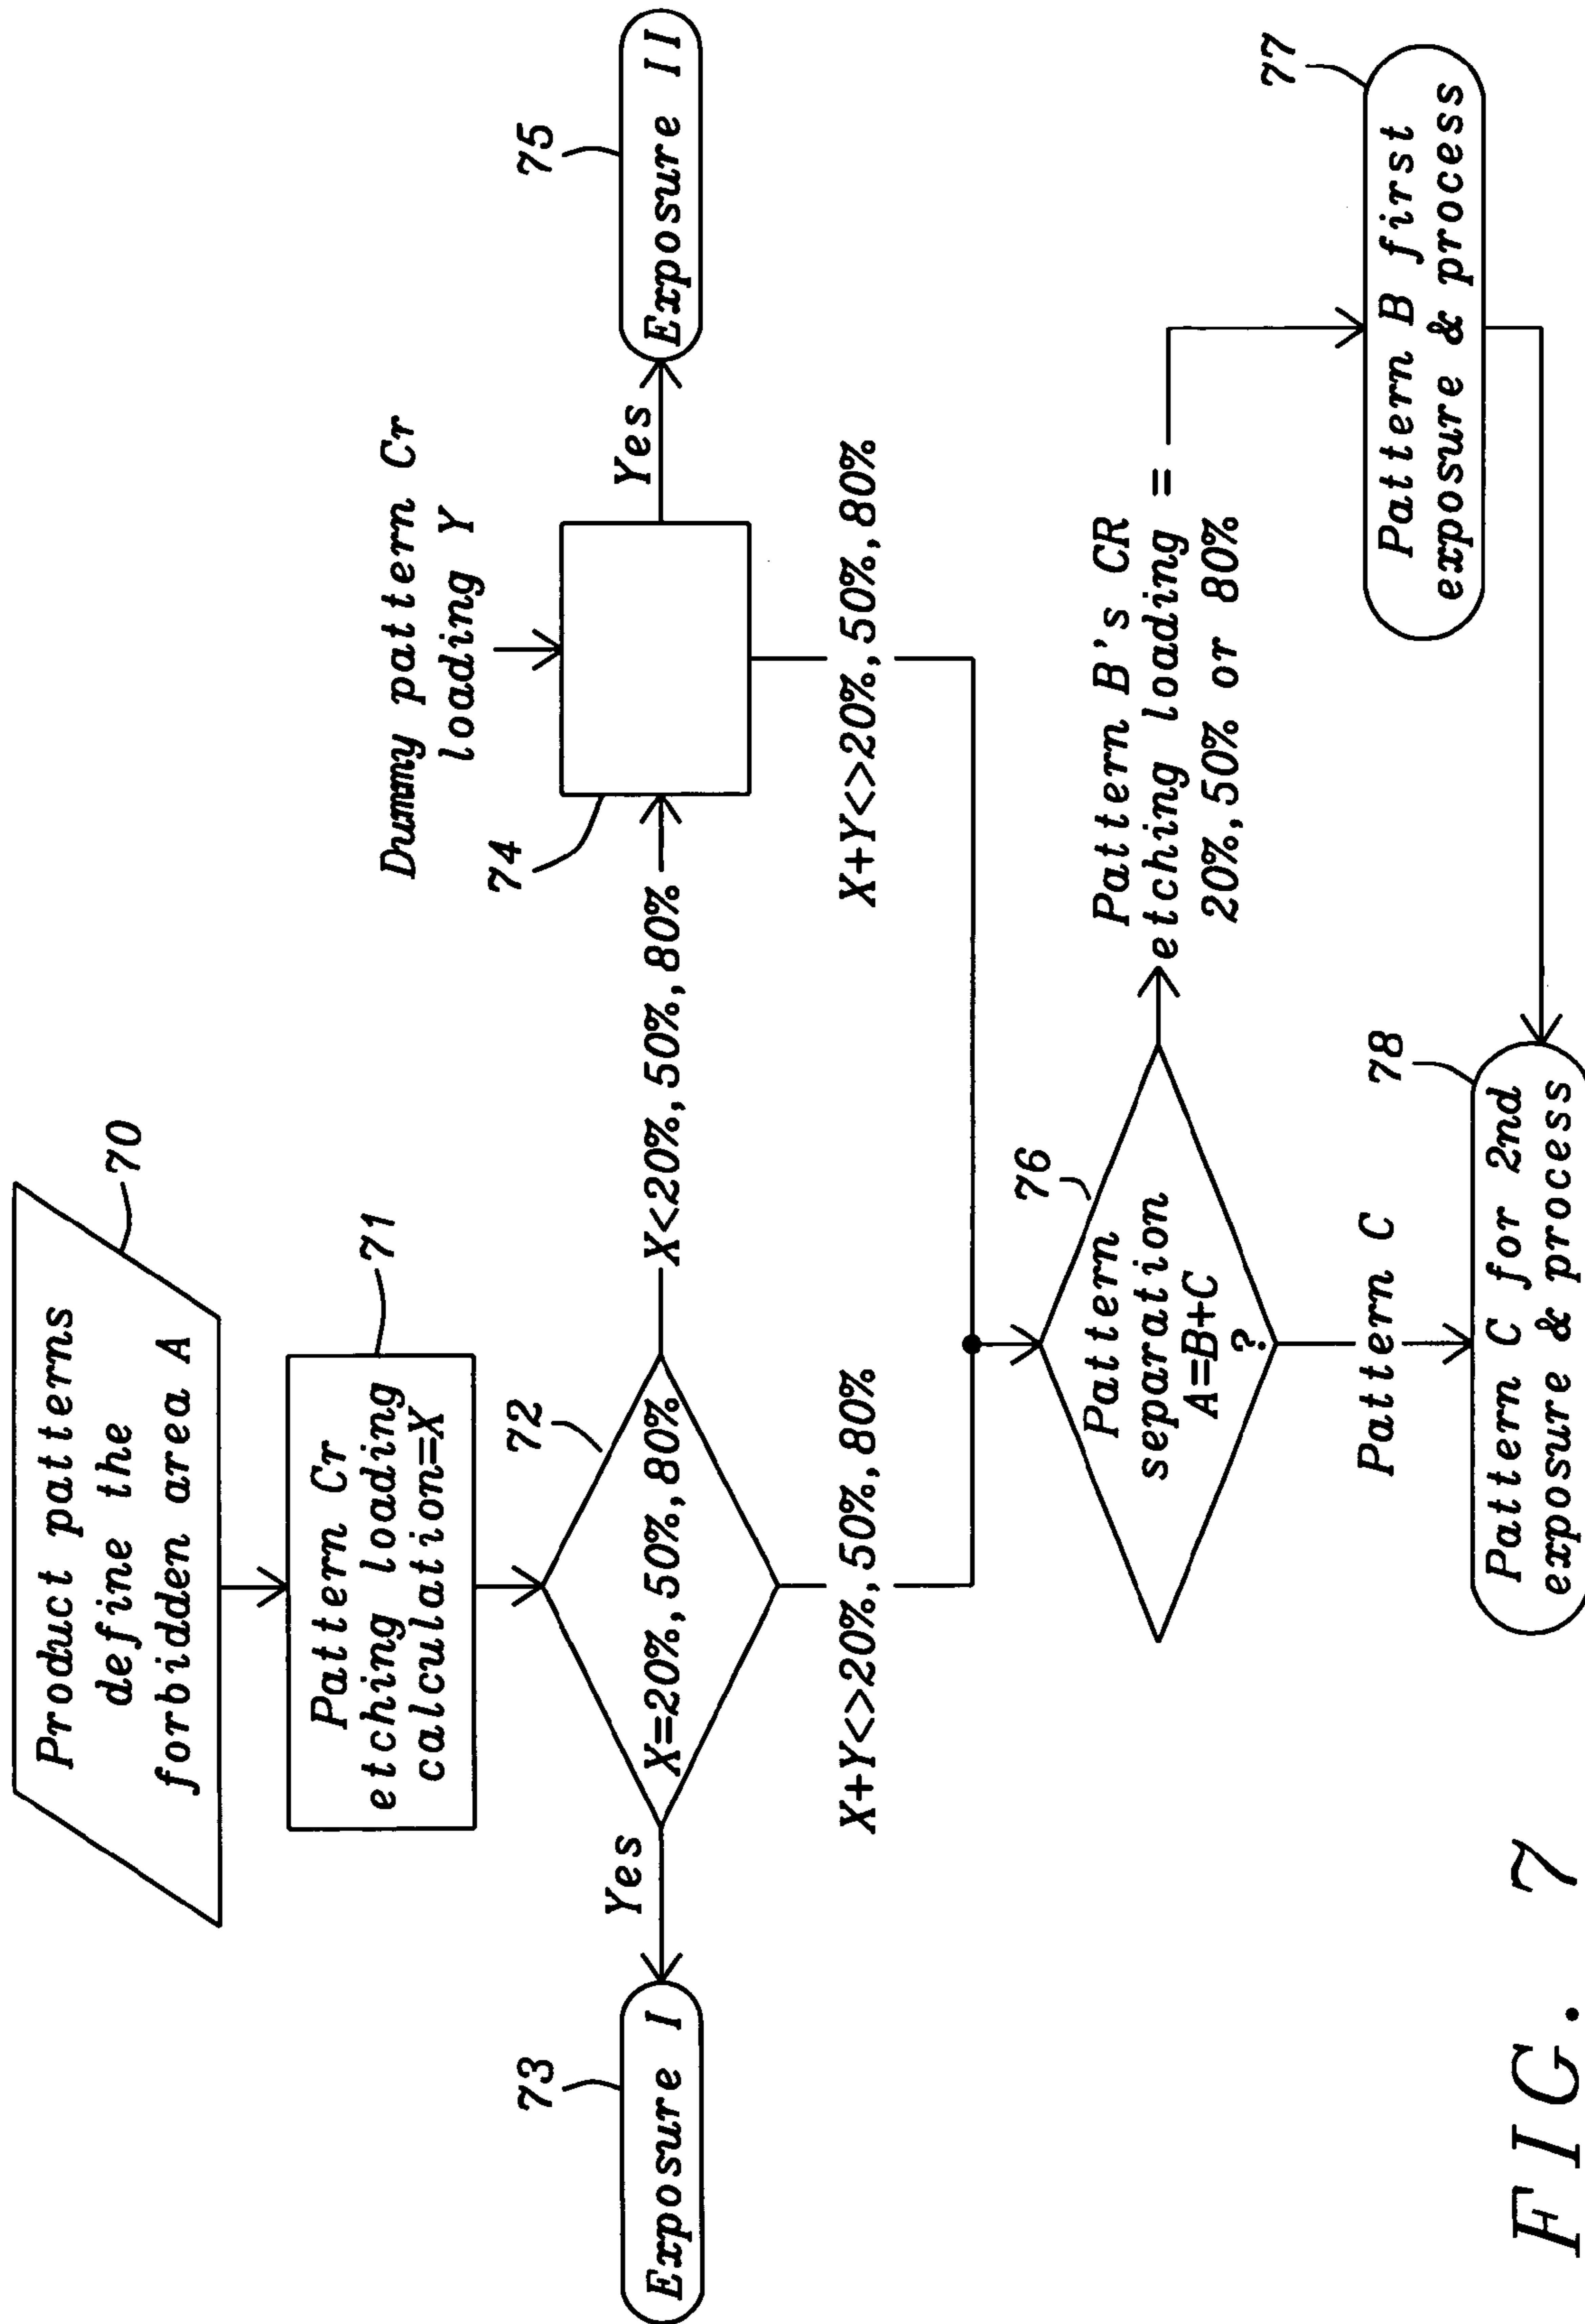 Product patterns
define the
forbidden area A
70
Pattern Cr
etching loading
calculation=X
71
72
X=20%,50%,80%
Yes
73
Exposure I
X<20%,50%,80%
Dummy pattern Cr
loading Y
74
Yes
75
Exposure II
X+Y<>20%,50%,80%
X+Y<>20%,50%,80%
76
Pattern
separation
A=B+C
?
Pattern B's CR
etching loading =
20%,50% or 80%
77
Pattern B first
exposure & process
Pattern C
78
Pattern C for 2nd
exposure & process
FIG. 7